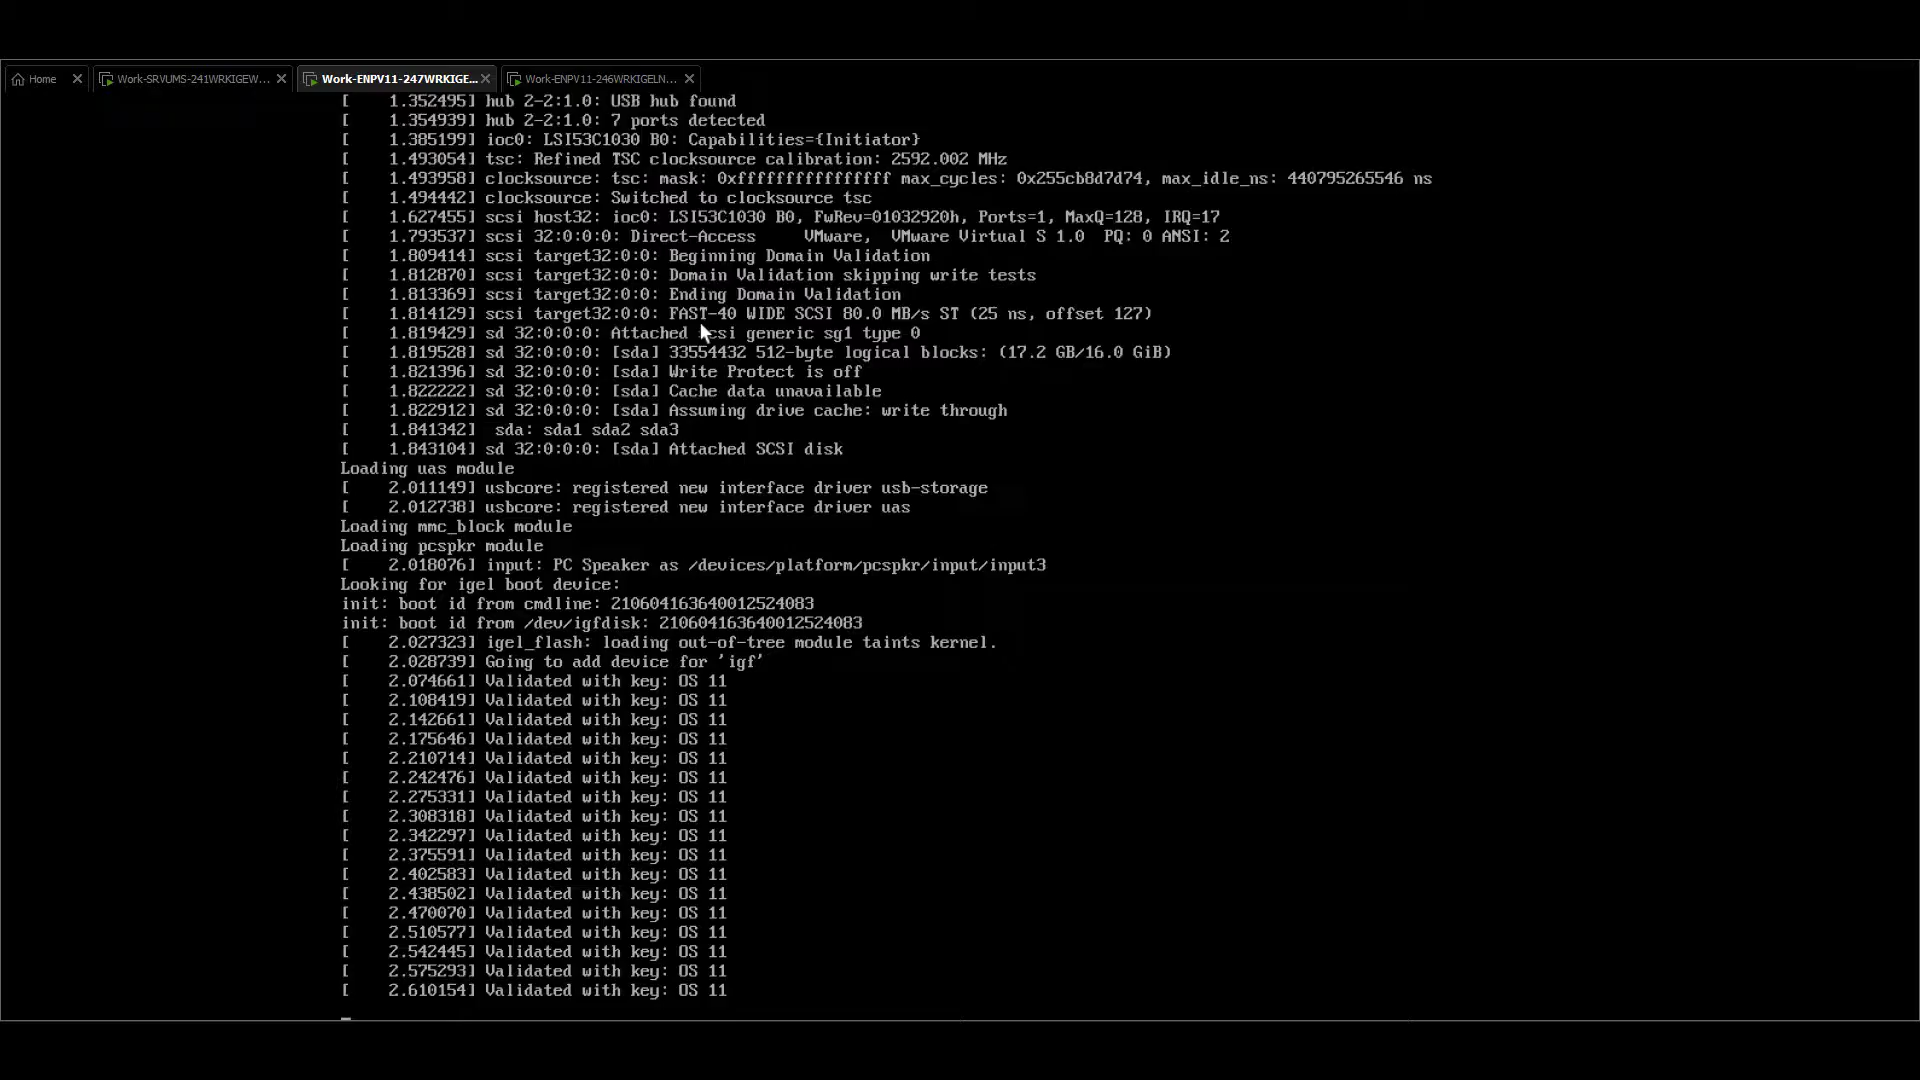 Home
Work-SRVUMS-241WRKIGEW...
Work-ENPV11-247WRKIGE...
Work-ENPV11-246WRKIGELN...
[    1.352495] hub 2-2:1.0: USB hub found
[    1.354939] hub 2-2:1.0: 7 ports detected
[    1.385199] ioc0: LSI53C1030 B0: Capabilities={Initiator}
[    1.493054] tsc: Refined TSC clocksource calibration: 2592.002 MHz
[    1.493958] clocksource: tsc: mask: 0xffffffffffffffff max_cycles: 0x255cb8d7d74, max_idle_ns: 440795265546 ns
[    1.494442] clocksource: Switched to clocksource tsc
[    1.627455] scsi host32: ioc0: LSI53C1030 B0, FwRev=01032920h, Ports=1, MaxQ=128, IRQ=17
[    1.793537] scsi 32:0:0:0: Direct-Access     VMware,  VMware Virtual S 1.0  PQ: 0 ANSI: 2
[    1.809414] scsi target32:0:0: Beginning Domain Validation
[    1.812870] scsi target32:0:0: Domain Validation skipping write tests
[    1.813369] scsi target32:0:0: Ending Domain Validation
[    1.814129] scsi target32:0:0: FAST-40 WIDE SCSI 80.0 MB/s ST (25 ns, offset 127)
[    1.819429] sd 32:0:0:0: Attached scsi generic sg1 type 0
[    1.819528] sd 32:0:0:0: [sda] 33554432 512-byte logical blocks: (17.2 GB/16.0 GiB)
[    1.821396] sd 32:0:0:0: [sda] Write Protect is off
[    1.822222] sd 32:0:0:0: [sda] Cache data unavailable
[    1.822912] sd 32:0:0:0: [sda] Assuming drive cache: write through
[    1.841342]  sda: sda1 sda2 sda3
[    1.843104] sd 32:0:0:0: [sda] Attached SCSI disk
Loading uas module
[    2.011149] usbcore: registered new interface driver usb-storage
[    2.012738] usbcore: registered new interface driver uas
Loading mmc_block module
Loading pcspkr module
[    2.018076] input: PC Speaker as /devices/platform/pcspkr/input/input3
Looking for igel boot device:
init: boot id from cmdline: 210604163640012524083
init: boot id from /dev/igfdisk: 210604163640012524083
[    2.027323] igel_flash: loading out-of-tree module taints kernel.
[    2.028739] Going to add device for 'igf'
[    2.074661] Validated with key: OS 11
[    2.108419] Validated with key: OS 11
[    2.142661] Validated with key: OS 11
[    2.175646] Validated with key: OS 11
[    2.210714] Validated with key: OS 11
[    2.242476] Validated with key: OS 11
[    2.275331] Validated with key: OS 11
[    2.308318] Validated with key: OS 11
[    2.342297] Validated with key: OS 11
[    2.375591] Validated with key: OS 11
[    2.402583] Validated with key: OS 11
[    2.438502] Validated with key: OS 11
[    2.470070] Validated with key: OS 11
[    2.510577] Validated with key: OS 11
[    2.542445] Validated with key: OS 11
[    2.575293] Validated with key: OS 11
[    2.610154] Validated with key: OS 11